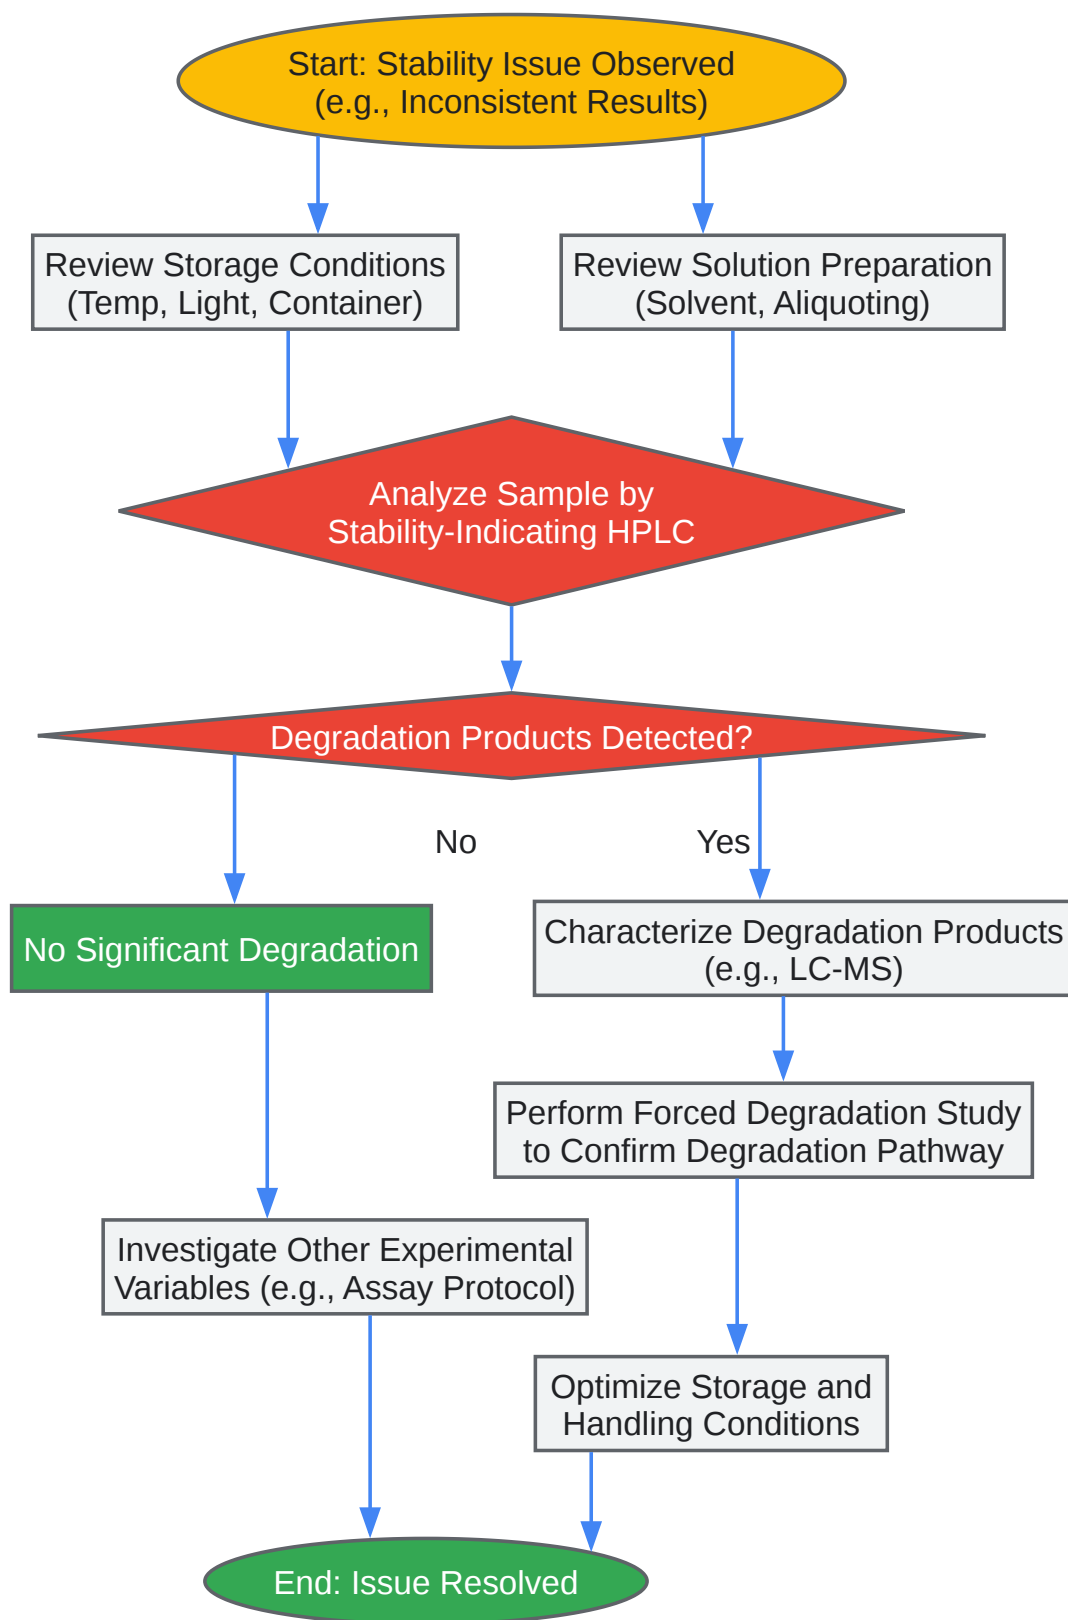 Start: Stability Issue Observed
(e.g., Inconsistent Results)
Review Storage Conditions
(Temp, Light, Container)
Review Solution Preparation
(Solvent, Aliquoting)
Analyze Sample by
Stability-Indicating HPLC
Degradation Products Detected?
No
Yes
No Significant Degradation
Characterize Degradation Products
(e.g., LC-MS)
Perform Forced Degradation Study
to Confirm Degradation Pathway
Investigate Other Experimental
Variables (e.g., Assay Protocol)
Optimize Storage and
Handling Conditions
End: Issue Resolved